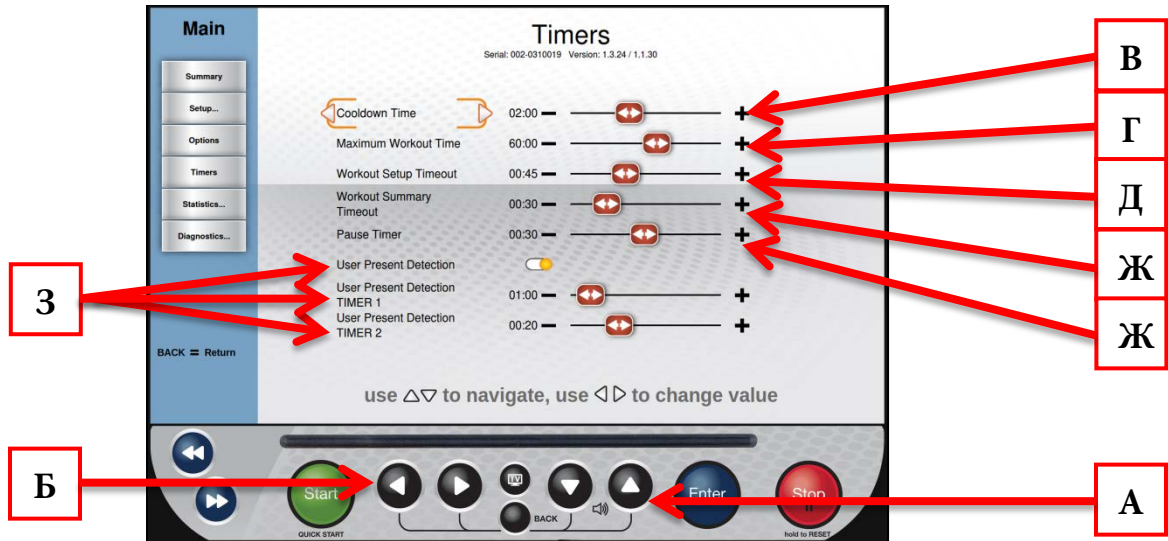 Main
Timers
Serial: 002-0310019 Version: 1.3.24 / 1.1.30
Summary
Setup...
Options
Timers
Statistics...
Diagnostics...
BACK = Return
Cooldown Time 02:00
Maximum Workout Time 60:00
Workout Setup Timeout 00:45
Workout Summary
Timeout 00:30
Pause Timer 00:30
User Present Detection
User Present Detection
TIMER 1 01:00
User Present Detection
TIMER 2 00:20
use △▽ to navigate, use ◁ ▷ to change value
Start
QUICK START
TV
BACK
Enter
Stop
hold to RESET
В
Г
Д
Ж
Ж
З
Б
А